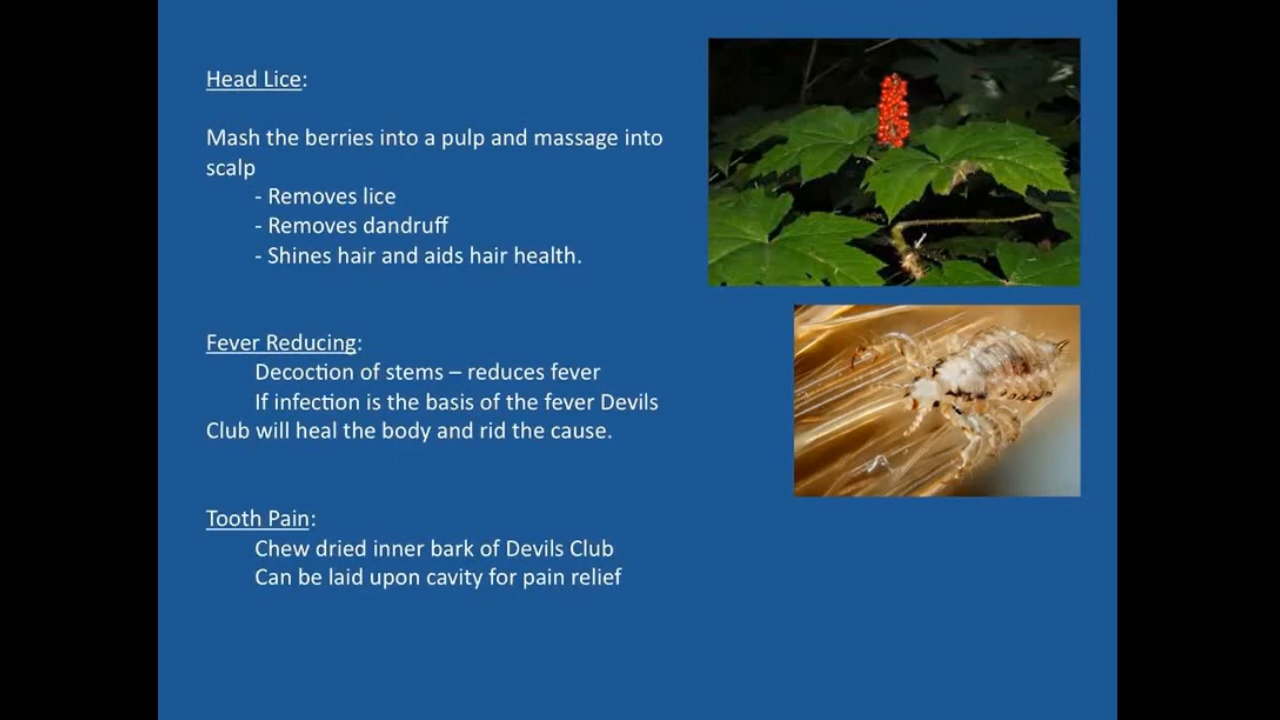 Head Lice:
Mash the berries into a pulp and massage into
scalp
- Removes lice
- Removes dandruff
- Shines hair and aids hair health.
Fever Reducing:
Decoction of stems – reduces fever
If infection is the basis of the fever Devils
Club will heal the body and rid the cause.
Tooth Pain:
Chew dried inner bark of Devils Club
Can be laid upon cavity for pain relief